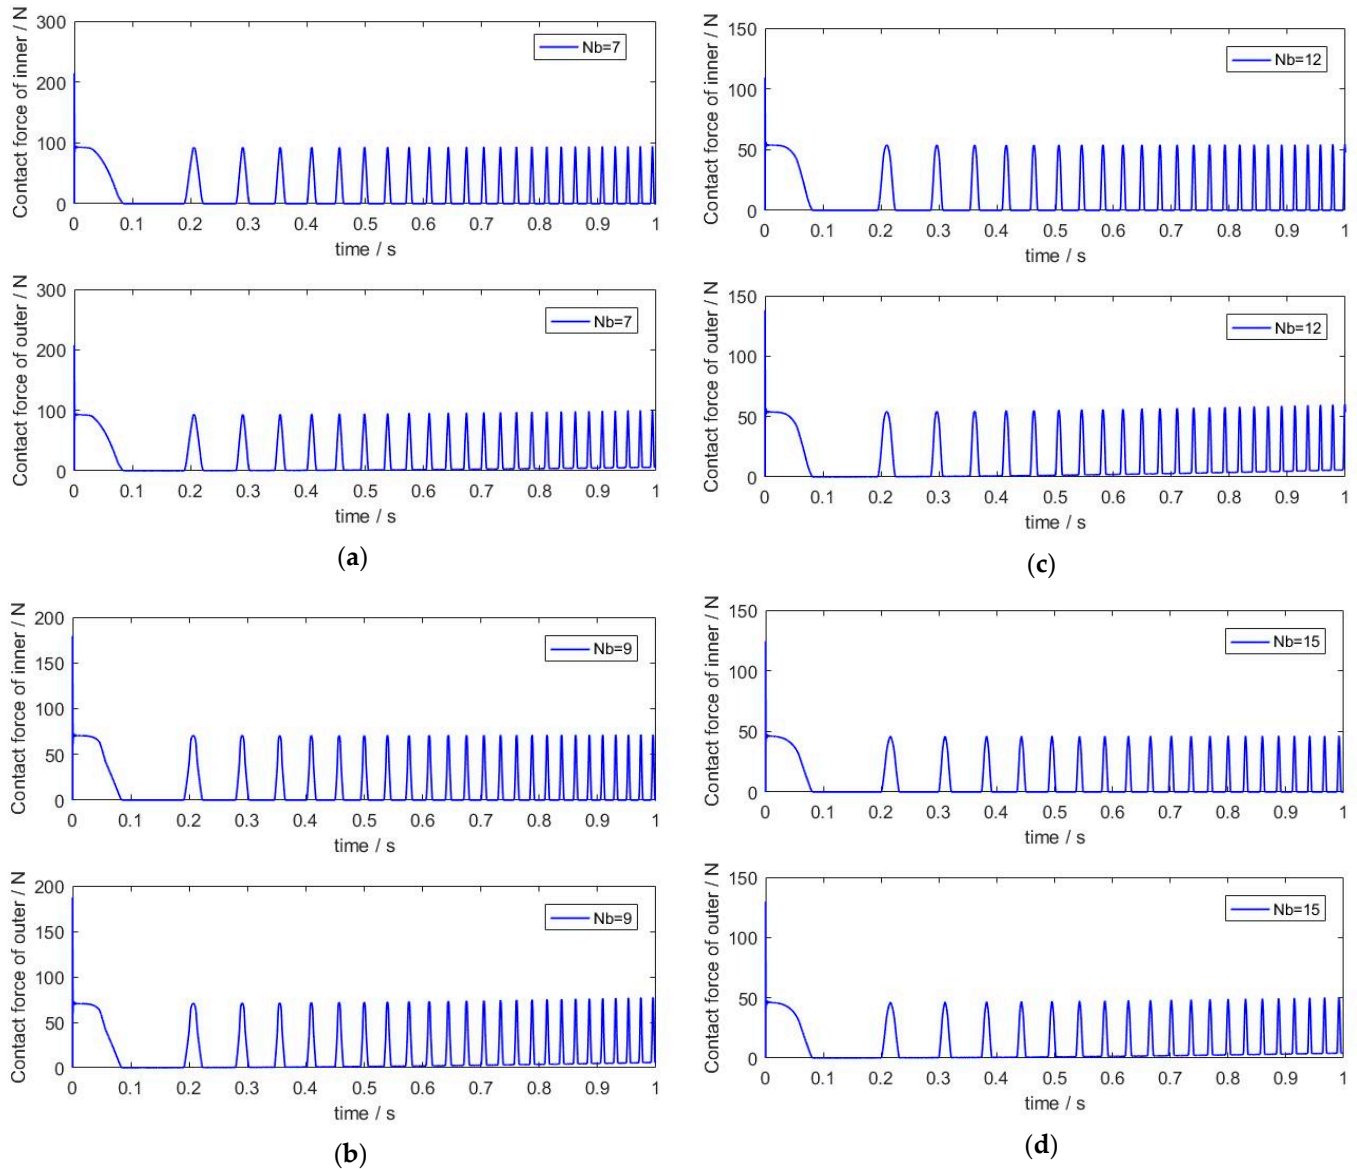 Contact force of inner / N
300
200
100
0
Nb=7
0 0.1 0.2 0.3 0.4 0.5 0.6 0.7 0.8 0.9 1
time / s
Contact force of outer / N
300
200
100
0
Nb=7
0 0.1 0.2 0.3 0.4 0.5 0.6 0.7 0.8 0.9 1
time / s
(a)
Contact force of inner / N
150
100
50
0
Nb=12
0 0.1 0.2 0.3 0.4 0.5 0.6 0.7 0.8 0.9 1
time / s
Contact force of outer / N
150
100
50
0
Nb=12
0 0.1 0.2 0.3 0.4 0.5 0.6 0.7 0.8 0.9 1
time / s
(c)
Contact force of inner / N
200
150
100
50
0
Nb=9
0 0.1 0.2 0.3 0.4 0.5 0.6 0.7 0.8 0.9 1
time / s
Contact force of outer / N
200
150
100
50
0
Nb=9
0 0.1 0.2 0.3 0.4 0.5 0.6 0.7 0.8 0.9 1
time / s
(b)
Contact force of inner / N
150
100
50
0
Nb=15
0 0.1 0.2 0.3 0.4 0.5 0.6 0.7 0.8 0.9 1
time / s
Contact force of outer / N
150
100
50
0
Nb=15
0 0.1 0.2 0.3 0.4 0.5 0.6 0.7 0.8 0.9 1
time / s
(d)